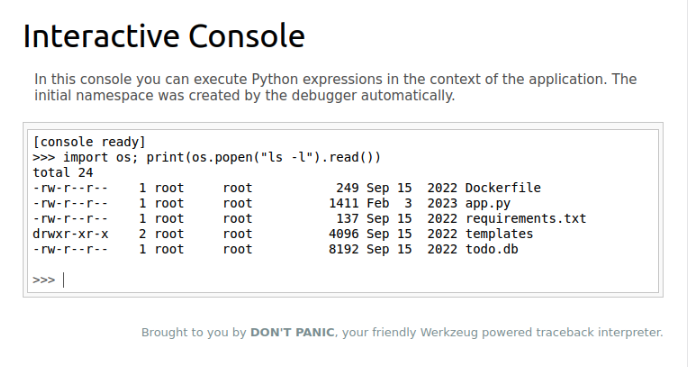 Interactive Console
In this console you can execute Python expressions in the context of the application. The
initial namespace was created by the debugger automatically.
[console ready]
>>> import os; print(os.popen("ls -l").read())
total 24
-rw-r--r--    1 root     root           249 Sep 15  2022 Dockerfile
-rw-r--r--    1 root     root          1411 Feb  3  2023 app.py
-rw-r--r--    1 root     root           137 Sep 15  2022 requirements.txt
drwxr-xr-x    2 root     root          4096 Sep 15  2022 templates
-rw-r--r--    1 root     root          8192 Sep 15  2022 todo.db
>>>
Brought to you by DON'T PANIC, your friendly Werkzeug powered traceback interpreter.